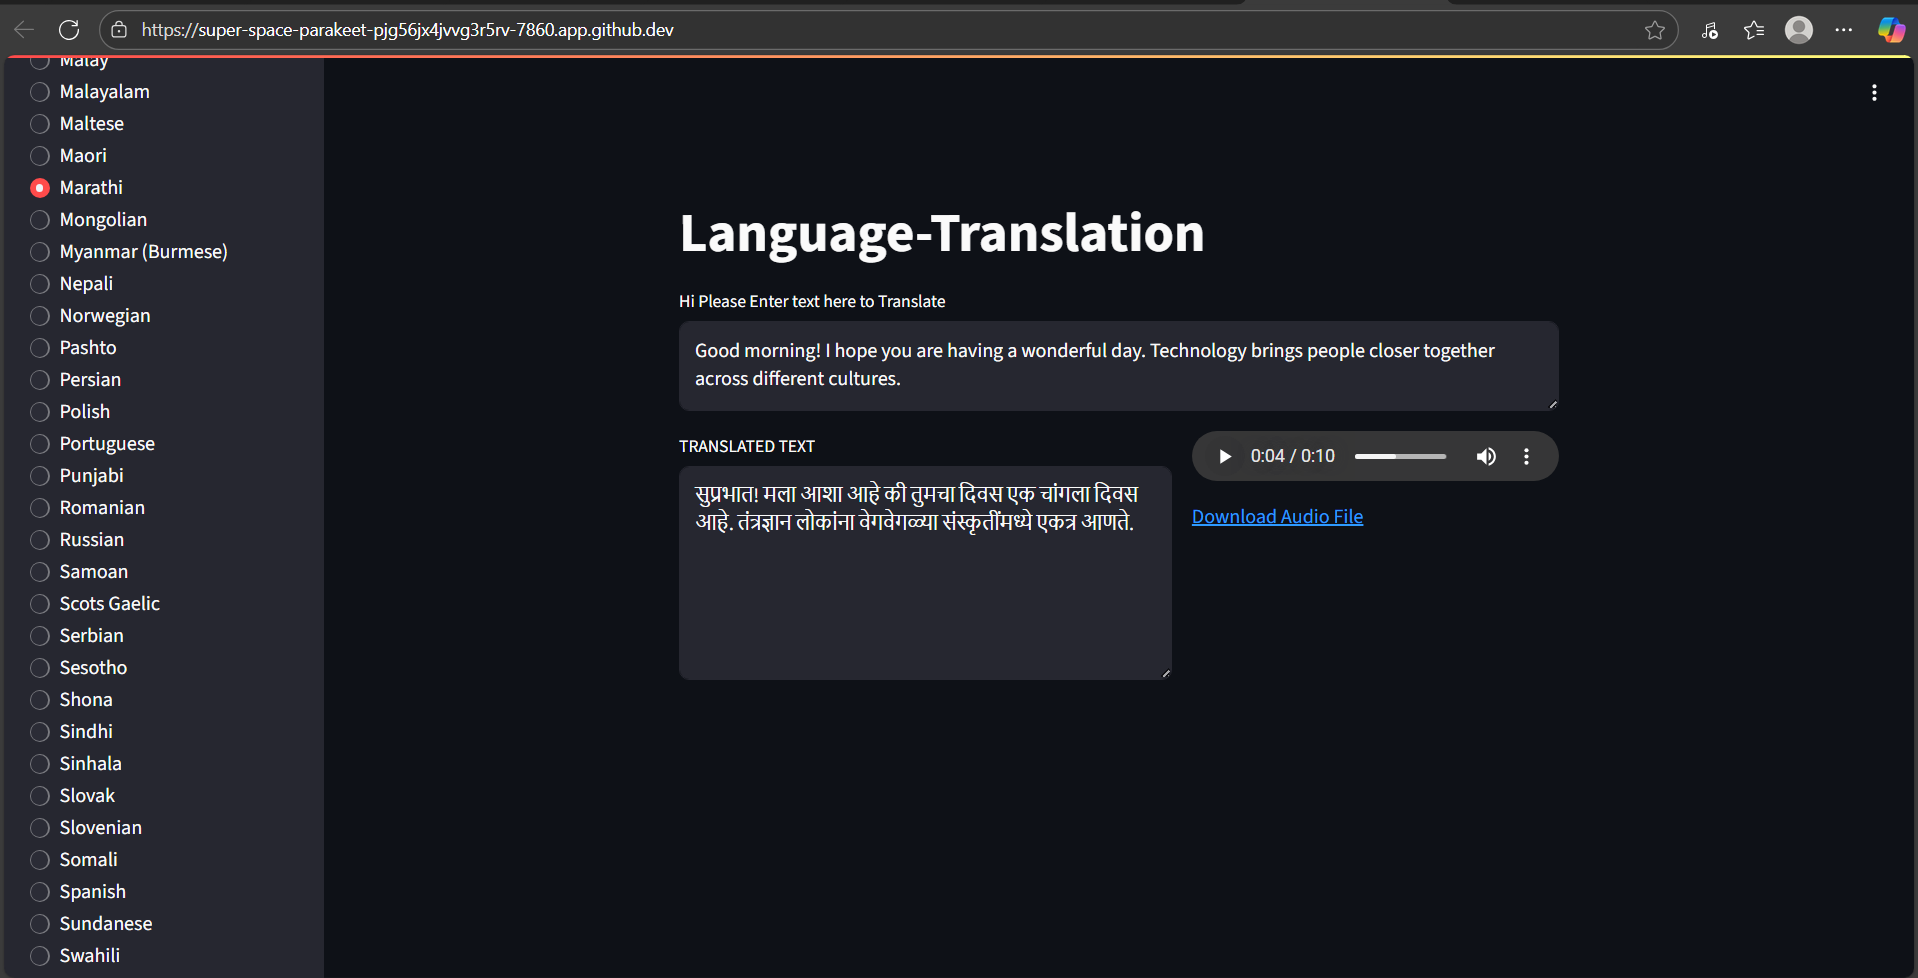 https://super-space-parakeet-pjg56jx4jvvg3r5rv-7860.app.github.dev
Malay
Malayalam
Maltese
Maori
Marathi
Mongolian
Myanmar (Burmese)
Nepali
Norwegian
Pashto
Persian
Polish
Portuguese
Punjabi
Romanian
Russian
Samoan
Scots Gaelic
Serbian
Sesotho
Shona
Sindhi
Sinhala
Slovak
Slovenian
Somali
Spanish
Sundanese
Swahili
Language-Translation
Hi Please Enter text here to Translate
Good morning! I hope you are having a wonderful day. Technology brings people closer together
across different cultures.
TRANSLATED TEXT
सुप्रभात! मला आशा आहे की तुमचा दिवस एक चांगला दिवस
आहे. तंत्रज्ञान लोकांना वेगवेगळ्या संस्कृतींमध्ये एकत्र आणते.
0:04 / 0:10
Download Audio File